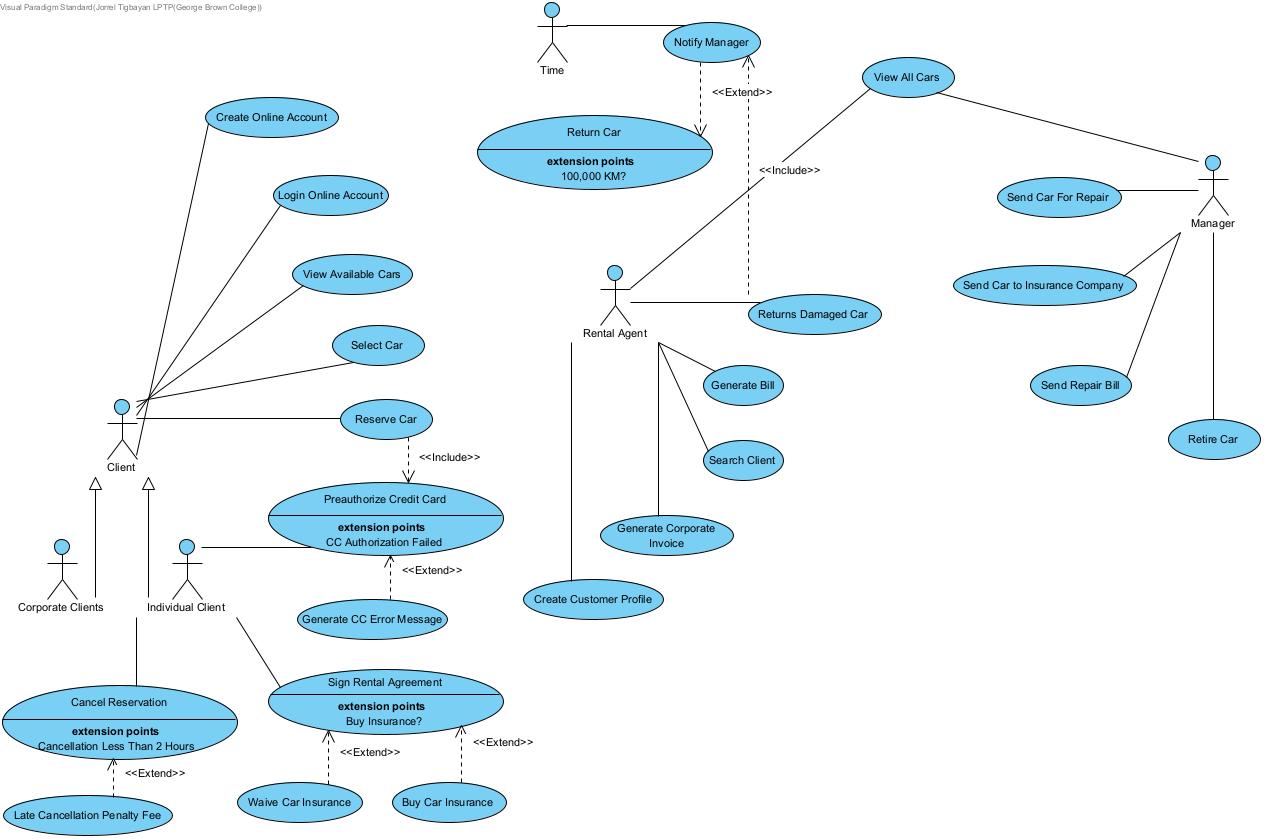 Visual Paradigm Standard(Jorrel Tigbayan LPTP(George Brown College))
Time
Notify Manager
View All Cars
<<Extend>>
Create Online Account
Return Car
extension points
100,000 KM?
<<Include>>
Login Online Account
Send Car For Repair
Manager
View Available Cars
Send Car to Insurance Company
Rental Agent
Returns Damaged Car
Select Car
Generate Bill
Send Repair Bill
Reserve Car
Retire Car
<<Include>>
Search Client
Client
Preauthorize Credit Card
extension points
CC Authorization Failed
Generate Corporate
Invoice
<<Extend>>
Corporate Clients
Individual Client
Create Customer Profile
Generate CC Error Message
Sign Rental Agreement
extension points
Buy Insurance?
Cancel Reservation
extension points
Cancellation Less Than 2 Hours
<<Extend>>
<<Extend>>
<<Extend>>
Waive Car Insurance
Buy Car Insurance
Late Cancellation Penalty Fee